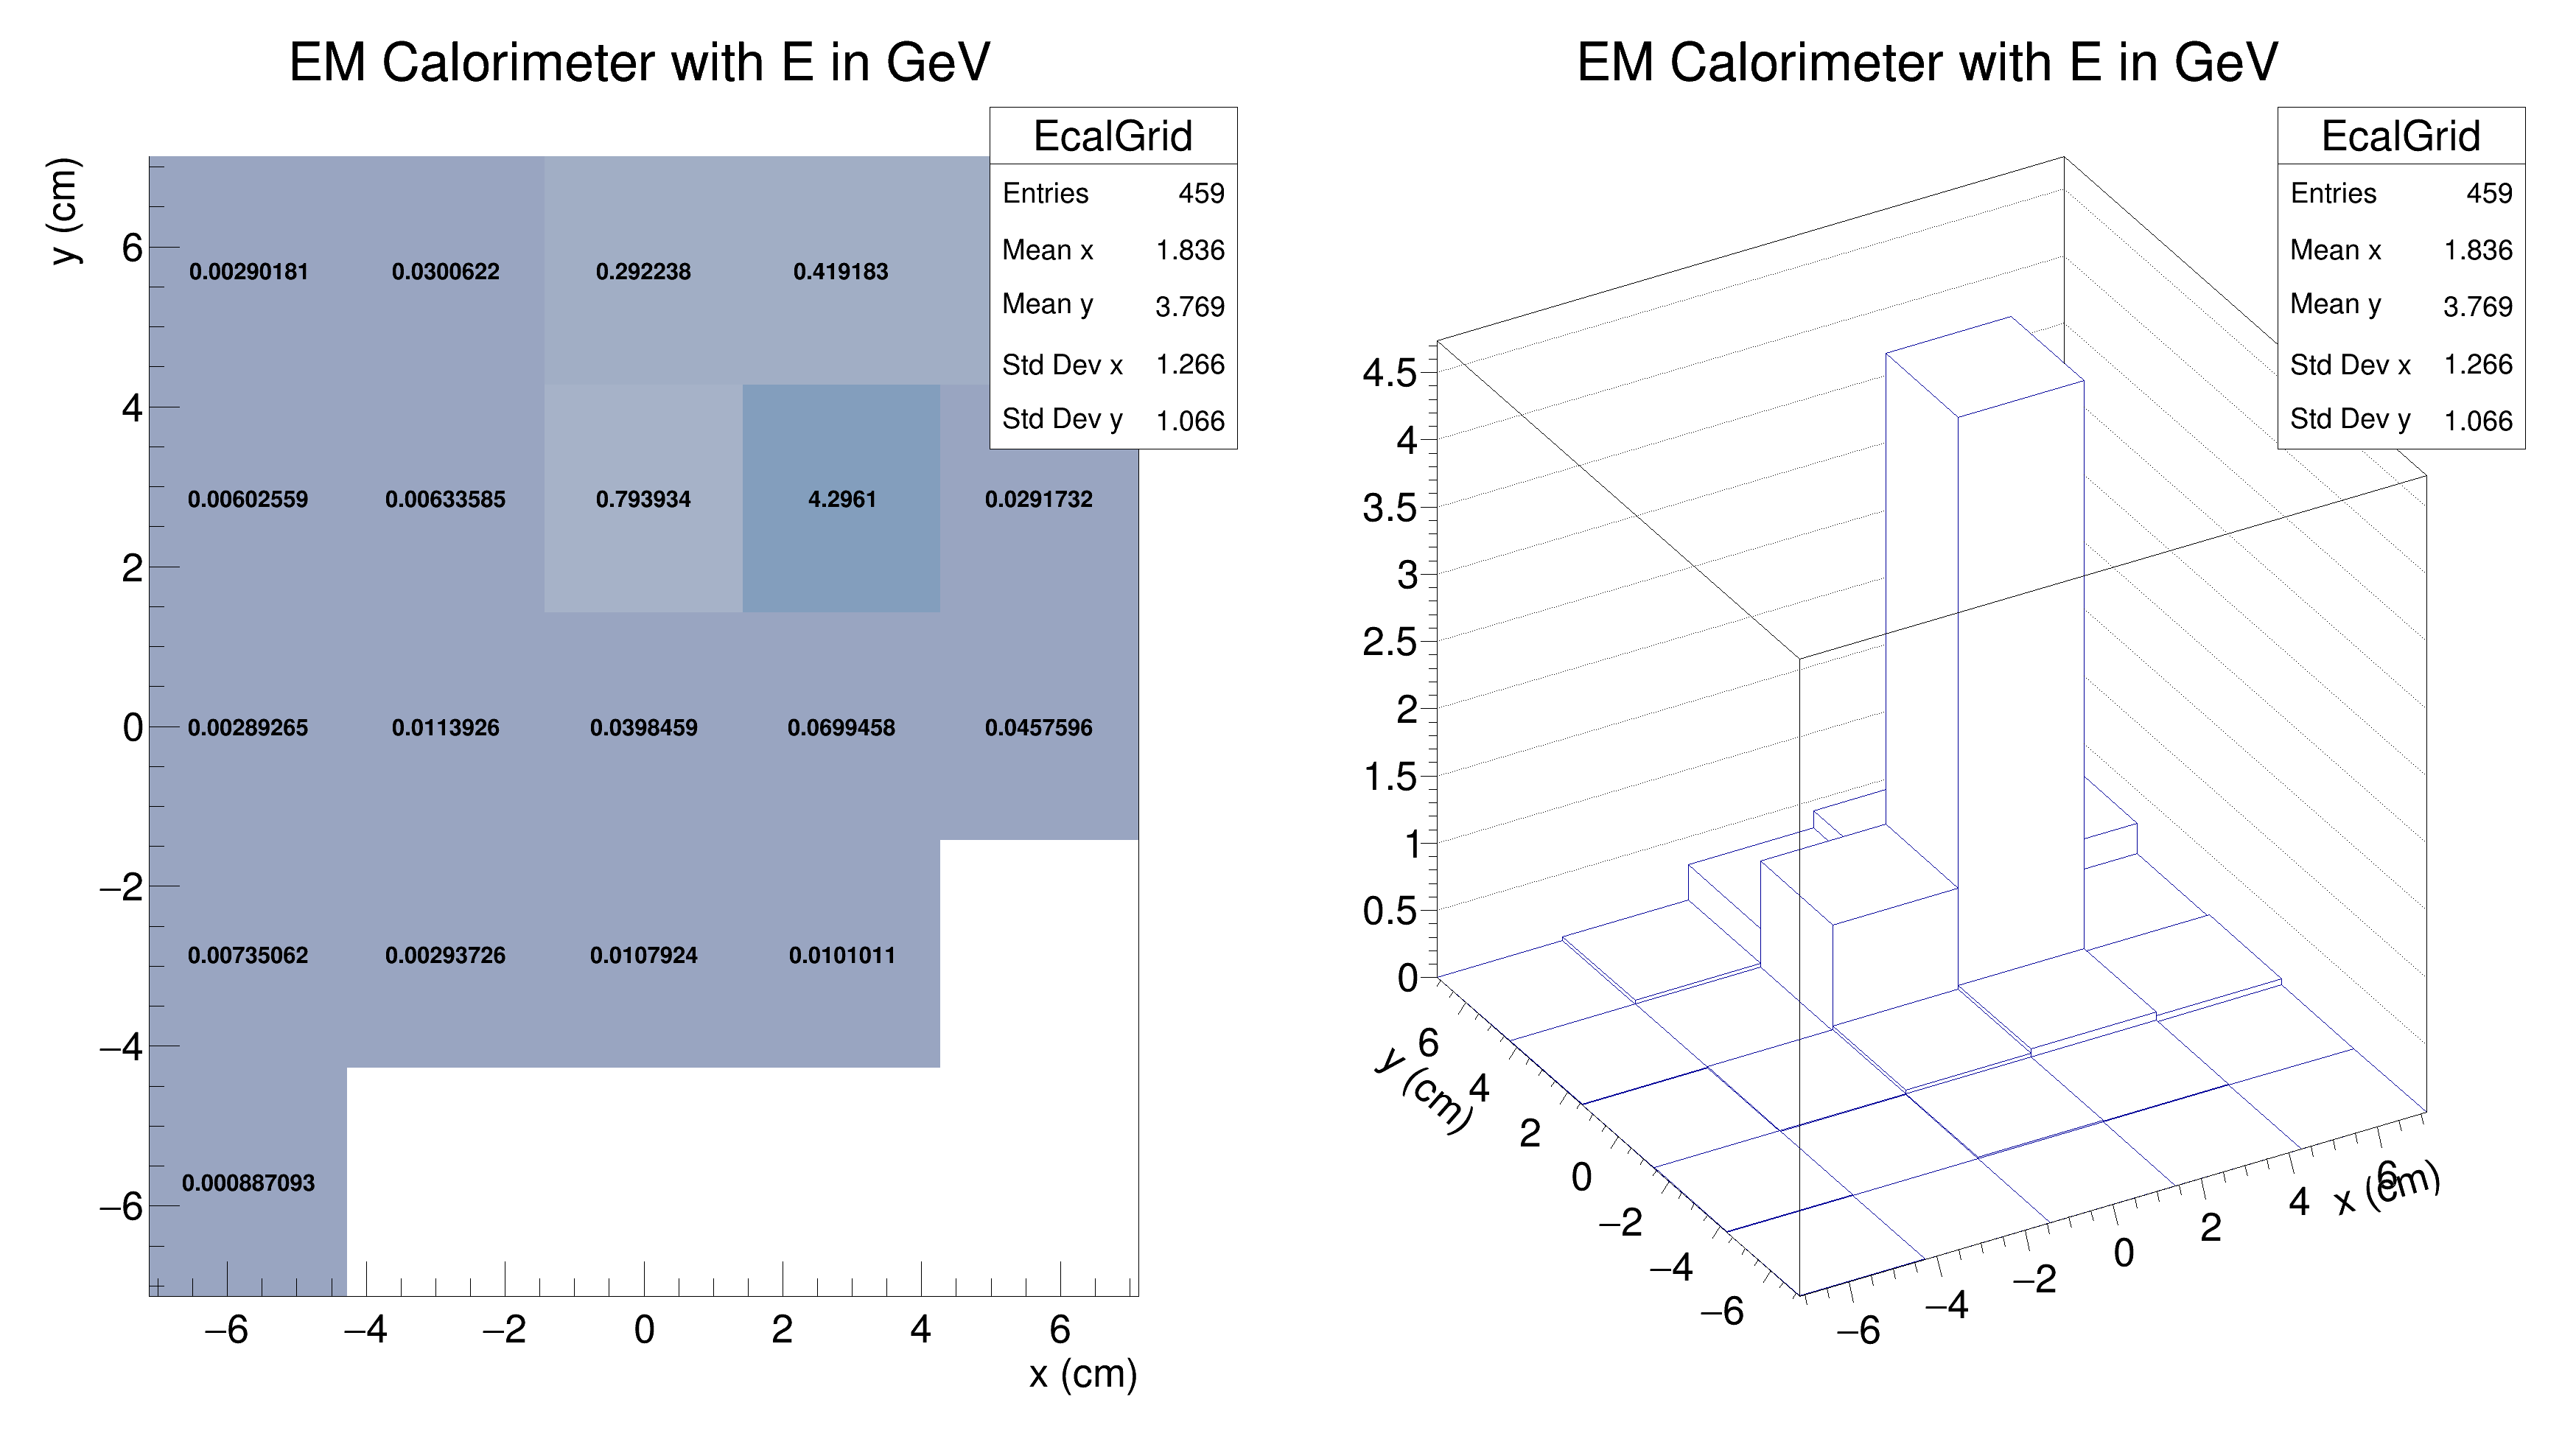 EM Calorimeter with E in GeV
EcalGrid
Entries 459
Mean x 1.836
Mean y 3.769
Std Dev x 1.266
Std Dev y 1.066
y (cm)
6
4
2
0
−2
−4
−6
0.00290181 0.0300622 0.292238 0.419183
0.00602559 0.00633585 0.793934 4.2961 0.0291732
0.00289265 0.0113926 0.0398459 0.0699458 0.0457596
0.00735062 0.00293726 0.0107924 0.0101011
0.000887093
−6 −4 −2 0 2 4 6
x (cm)
EM Calorimeter with E in GeV
EcalGrid
Entries 459
Mean x 1.836
Mean y 3.769
Std Dev x 1.266
Std Dev y 1.066
4.5
4
3.5
3
2.5
2
1.5
1
0.5
0
y (cm)
6
4
2
0
−2
−4
−6
−6 −4 −2 0 2 4 6
x (cm)